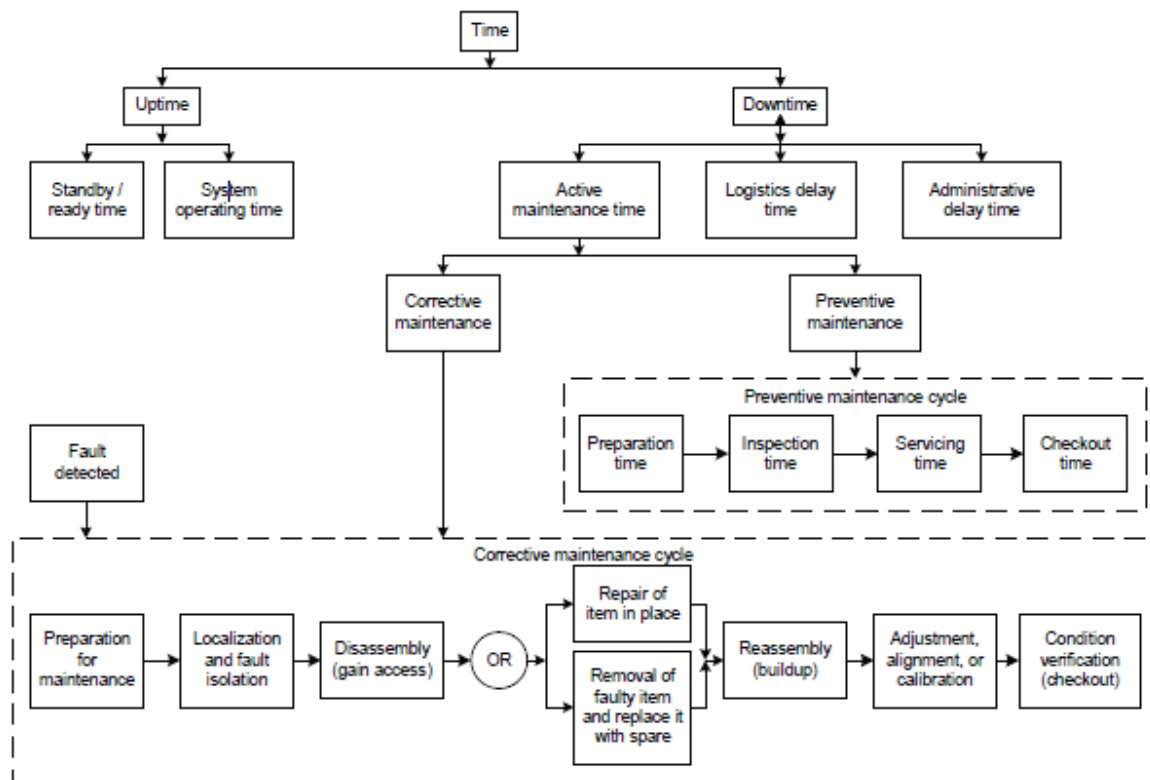 Time
Uptime
Downtime
Standby /
ready time
System
operating time
Active
maintenance time
Logistics delay
time
Administrative
delay time
Corrective
maintenance
Preventive
maintenance
Preventive maintenance cycle
Preparation
time
Inspection
time
Servicing
time
Checkout
time
Fault
detected
Corrective maintenance cycle
Preparation
for
maintenance
Localization
and fault
isolation
Disassembly
(gain access)
OR
Repair of
item in place
Removal of
faulty item
and replace it
with spare
Reassembly
(buildup)
Adjustment,
alignment, or
calibration
Condition
verification
(checkout)